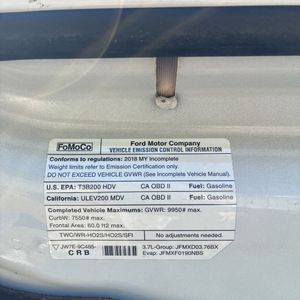 FoMoCo
Ford Motor Company
VEHICLE EMISSION CONTROL INFORMATION
Conforms to regulations: 2018 MY Incomplete
Weight limits refer to Emission Certification only.
DO NOT EXCEED VEHICLE GVWR (See Incomplete Vehicle Manual).
U.S. EPA: T3B200 HDV CA OBD II Fuel: Gasoline
California: ULEV200 MDV CA OBD II Fuel: Gasoline
Completed Vehicle Maximums: GVWR: 9950# max.
CurbW: 7550# max.
Frontal Area: 60.0 ft2 max.
TWC/WR-HO2S/HO2S/SFI No adjustments needed.
JW7E-9C485-
CRB
3.7L-Group: JFMXD03.76BX
Evap: JFMXF0190NBS